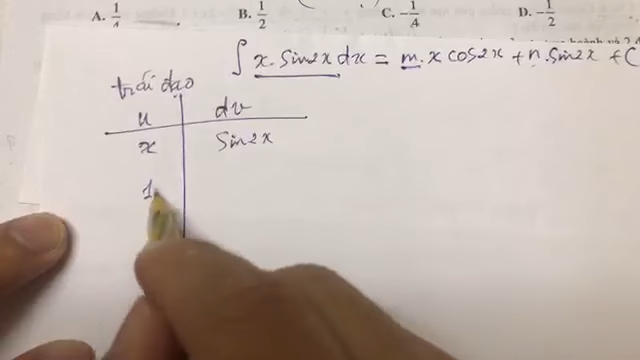 A. 1/4 B. 1/2 C. -1/4 D. -1/2
∫ x.Sin2x dx = m.x cos2x + n.Sin2x + C
trái đạo
u dv
x Sin2x
1